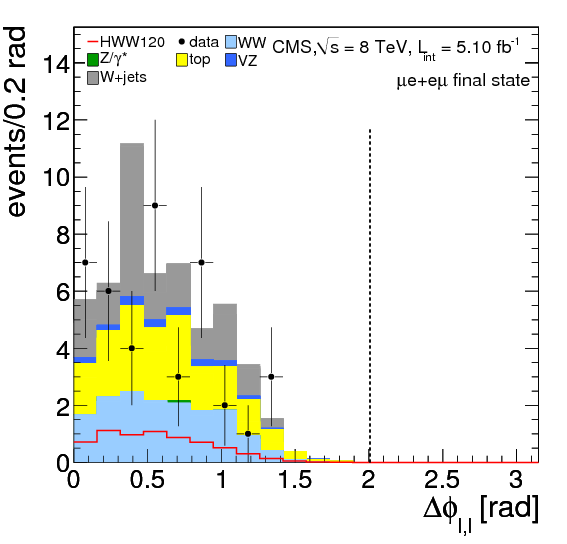 HWW120 data WW CMS,√s = 8 TeV, L_int = 5.10 fb⁻¹
Z/γ* top VZ
W+jets μe+eμ final state
events/0.2 rad
14
12
10
8
6
4
2
0
0 0.5 1 1.5 2 2.5 3
Δϕ_l,l [rad]